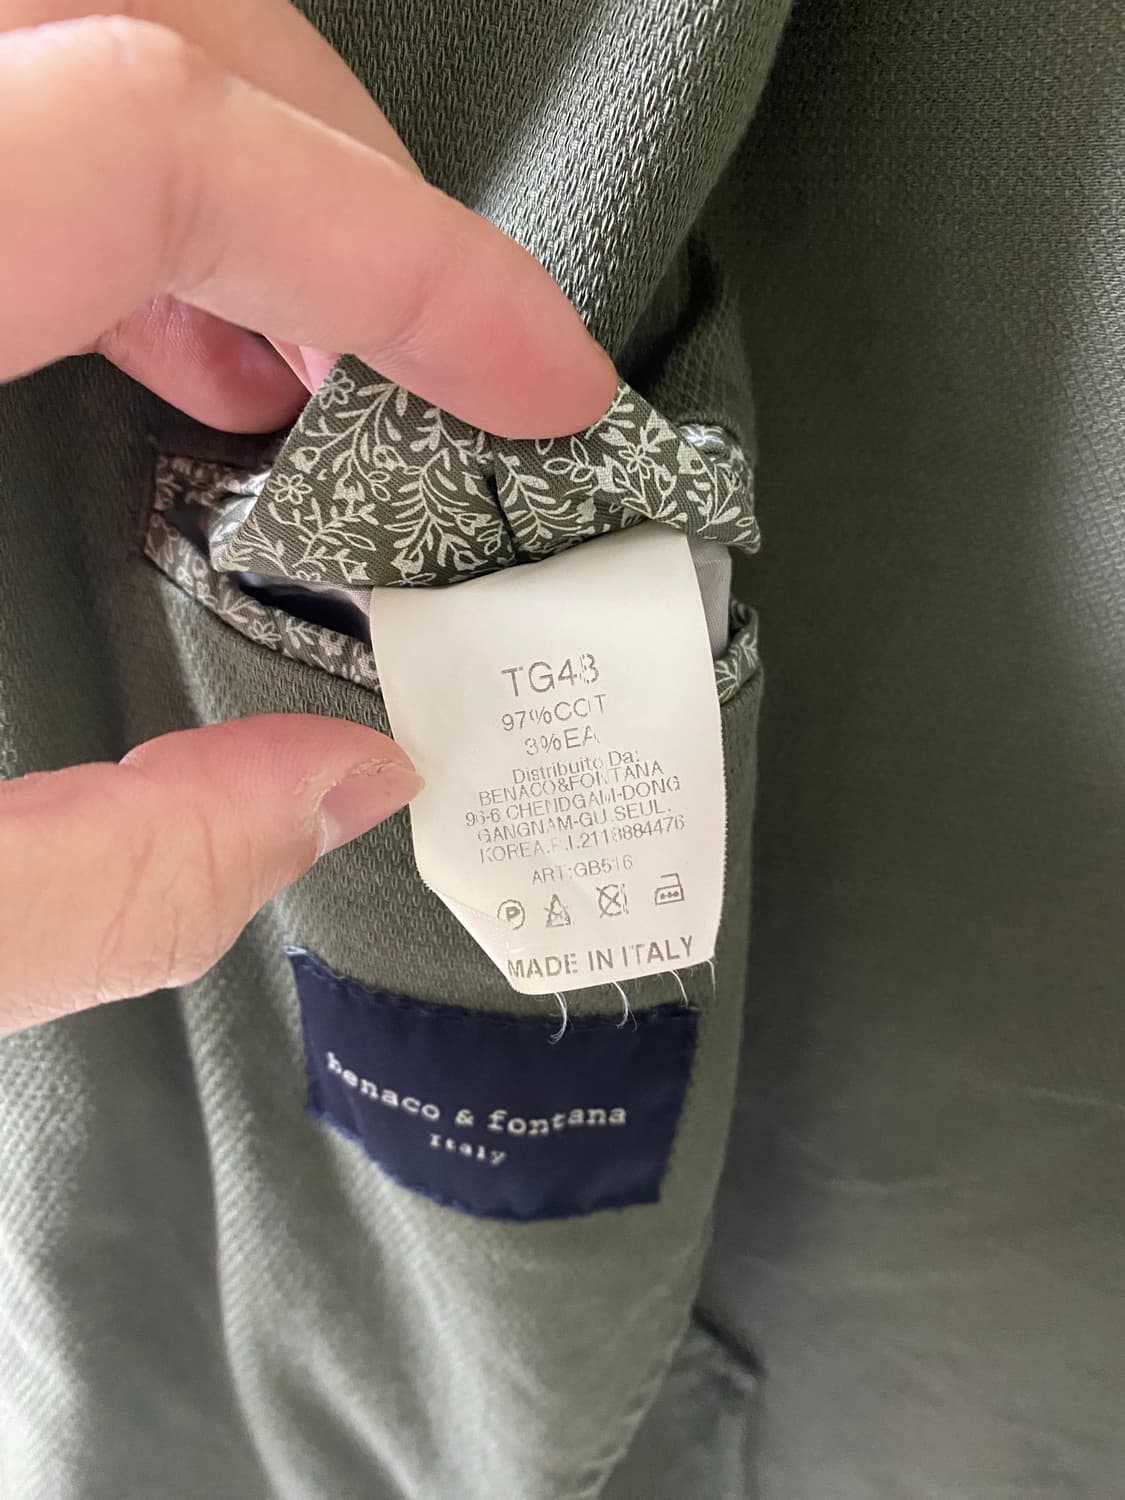 TG48
97%COT
3%EA
Distribuito Da:
BENACO&FONTANA
96-6 CHENDGAM-DONG
GANGNAM-GU.SEUL.
KOREA.P.I.2118884476
ART:GB516
P
MADE IN ITALY
benaco & fontana
Italy